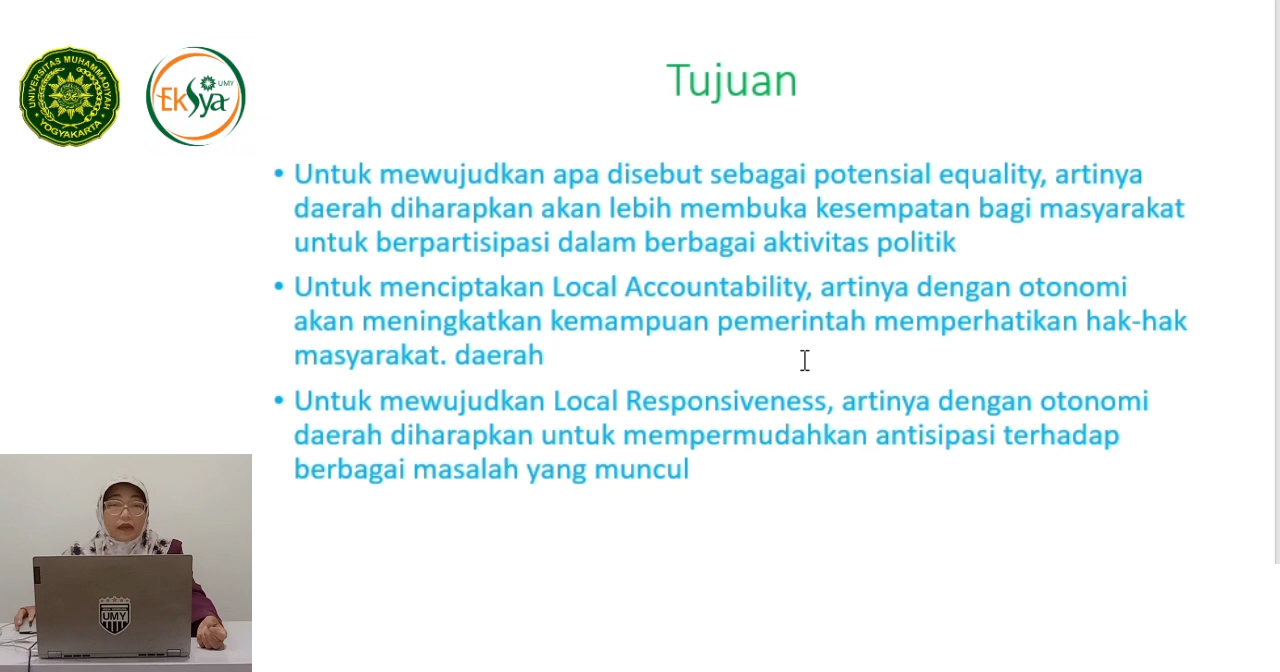 UNIVERSITAS MUHAMMADIYAH
YOGYAKARTA
EkSya
UMY
Tujuan
• Untuk mewujudkan apa disebut sebagai potensial equality, artinya
daerah diharapkan akan lebih membuka kesempatan bagi masyarakat
untuk berpartisipasi dalam berbagai aktivitas politik
• Untuk menciptakan Local Accountability, artinya dengan otonomi
akan meningkatkan kemampuan pemerintah memperhatikan hak-hak
masyarakat. daerah
• Untuk mewujudkan Local Responsiveness, artinya dengan otonomi
daerah diharapkan untuk mempermudahkan antisipasi terhadap
berbagai masalah yang muncul
UMY